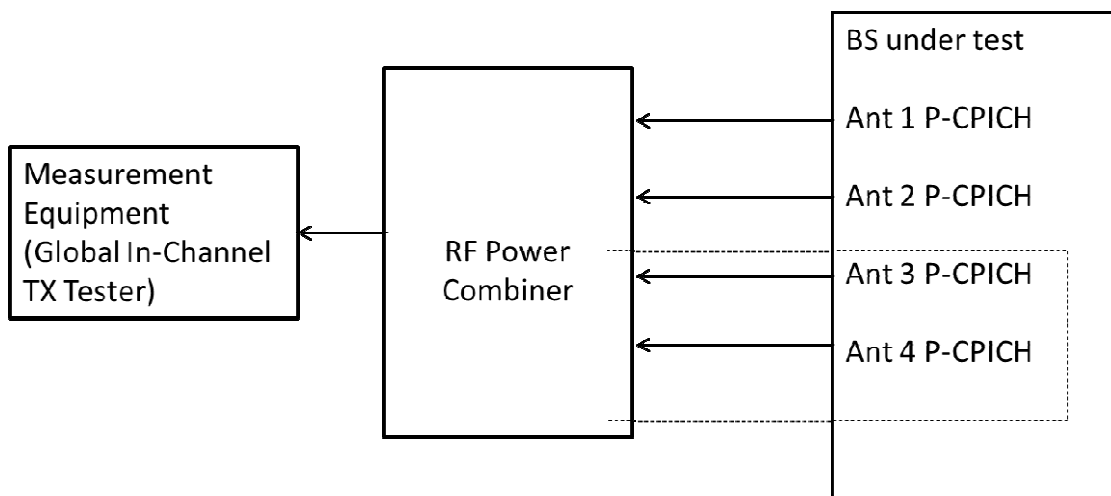 BS under test
Ant 1 P-CPICH
Ant 2 P-CPICH
Ant 3 P-CPICH
Ant 4 P-CPICH
RF Power
Combiner
Measurement
Equipment
(Global In-Channel
TX Tester)